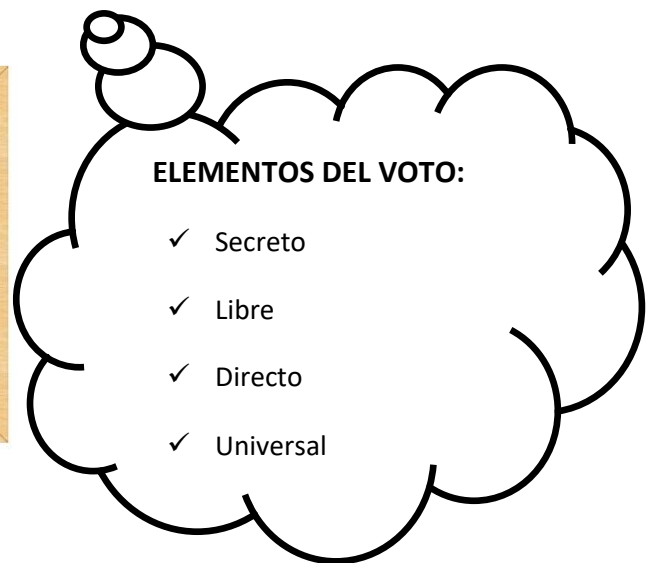 ELEMENTOS DEL VOTO:
✓ Secreto
✓ Libre
✓ Directo
✓ Universal